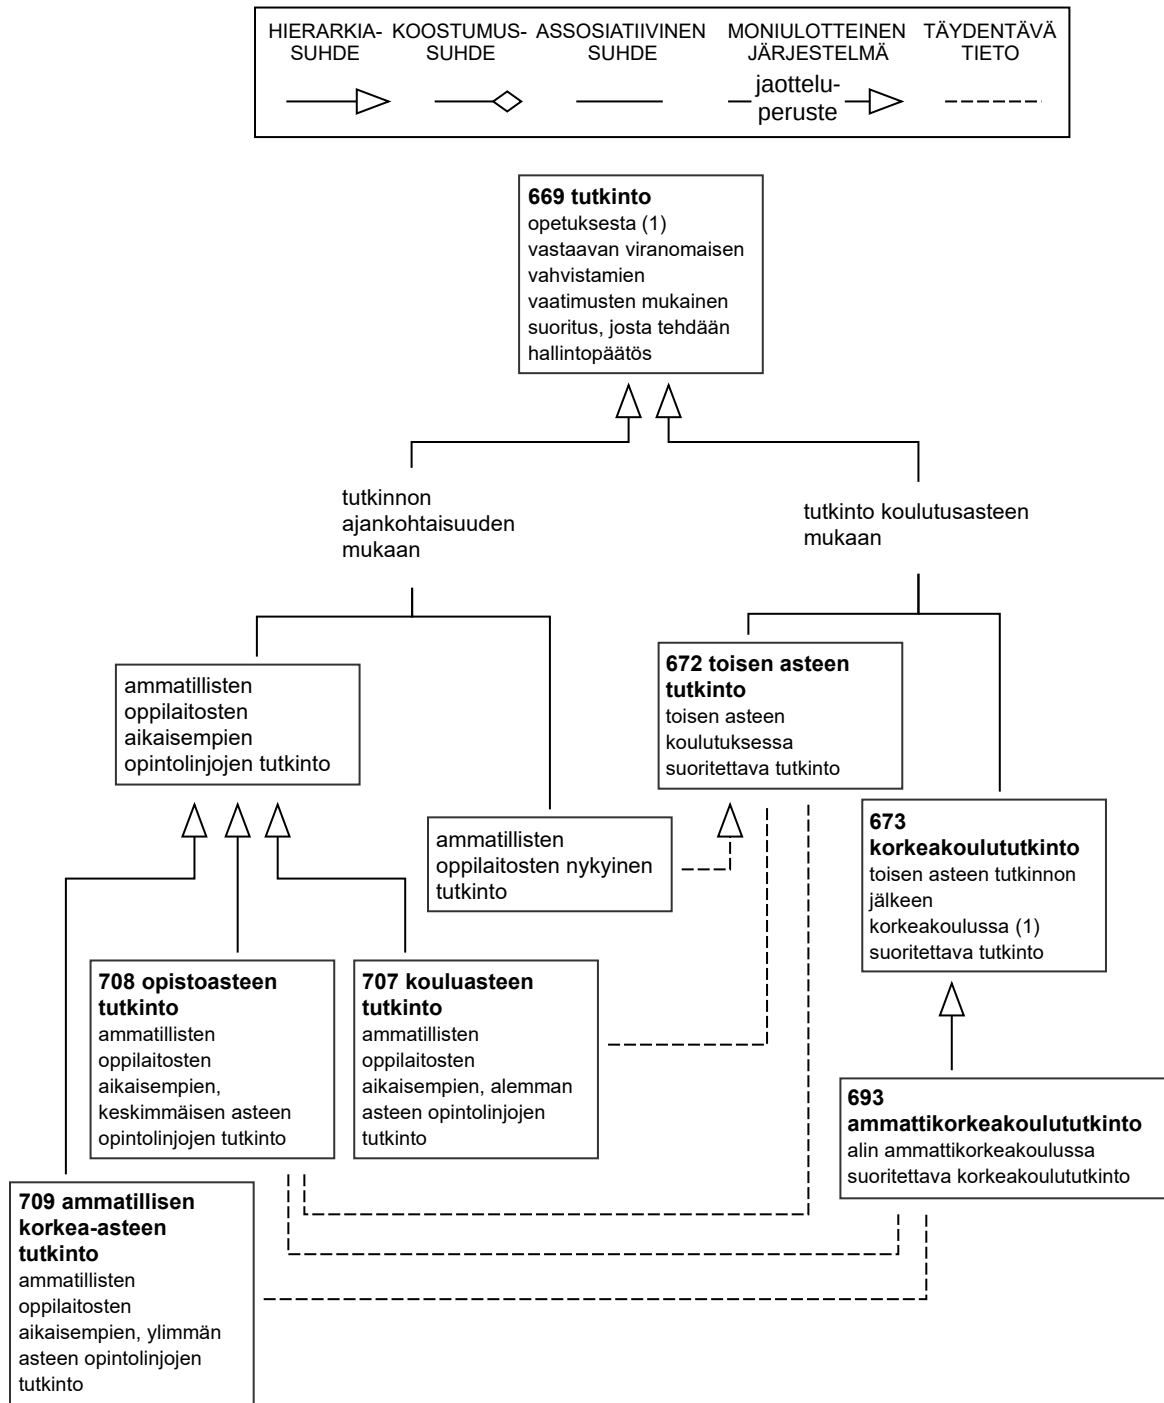 HIERARKIA-
SUHDE
KOOSTUMUS-
SUHDE
ASSOSIATIIVINEN
SUHDE
MONIULOTTEINEN
JÄRJESTELMÄ
TÄYDENTÄVÄ
TIETO
jaottelu-
peruste
669 tutkinto
opetuksesta (1)
vastaavan viranomaisen
vahvistamien
vaatimusten mukainen
suoritus, josta tehdään
hallintopäätös
tutkinnon
ajankohtaisuuden
mukaan
tutkinto koulutusasteen
mukaan
ammatillisten
oppilaitosten
aikaisempien
opintolinjojen tutkinto
672 toisen asteen
tutkinto
toisen asteen
koulutuksessa
suoritettava tutkinto
ammatillisten
oppilaitosten nykyinen
tutkinto
673
korkeakoulututkinto
toisen asteen tutkinnon
jälkeen
korkeakoulussa (1)
suoritettava tutkinto
708 opistoasteen
tutkinto
ammatillisten
oppilaitosten
aikaisempien,
keskimmäisen asteen
opintolinjojen tutkinto
707 kouluasteen
tutkinto
ammatillisten
oppilaitosten
aikaisempien, alemman
asteen opintolinjojen
tutkinto
693
ammattikorkeakoulututkinto
alin ammattikorkeakoulussa
suoritettava korkeakoulututkinto
709 ammatillisen
korkea-asteen
tutkinto
ammatillisten
oppilaitosten
aikaisempien, ylimmän
asteen opintolinjojen
tutkinto